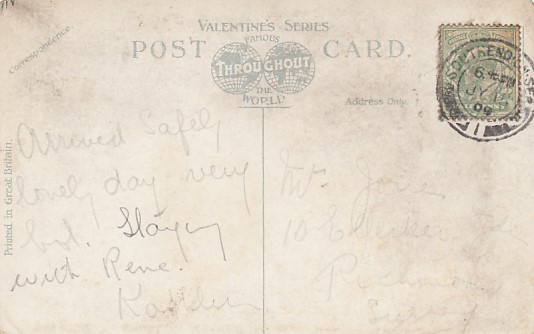 VALENTINE'S SERIES
POST CARD.
FAMOUS
THROUGHOUT
THE
WORLD
Correspondence
Address Only.
Printed in Great Britain.
Arrived Safely
lovely day very
hot. Staying
with Rene.
Kathleen
Mr. Jones
10
Richmond
Surrey